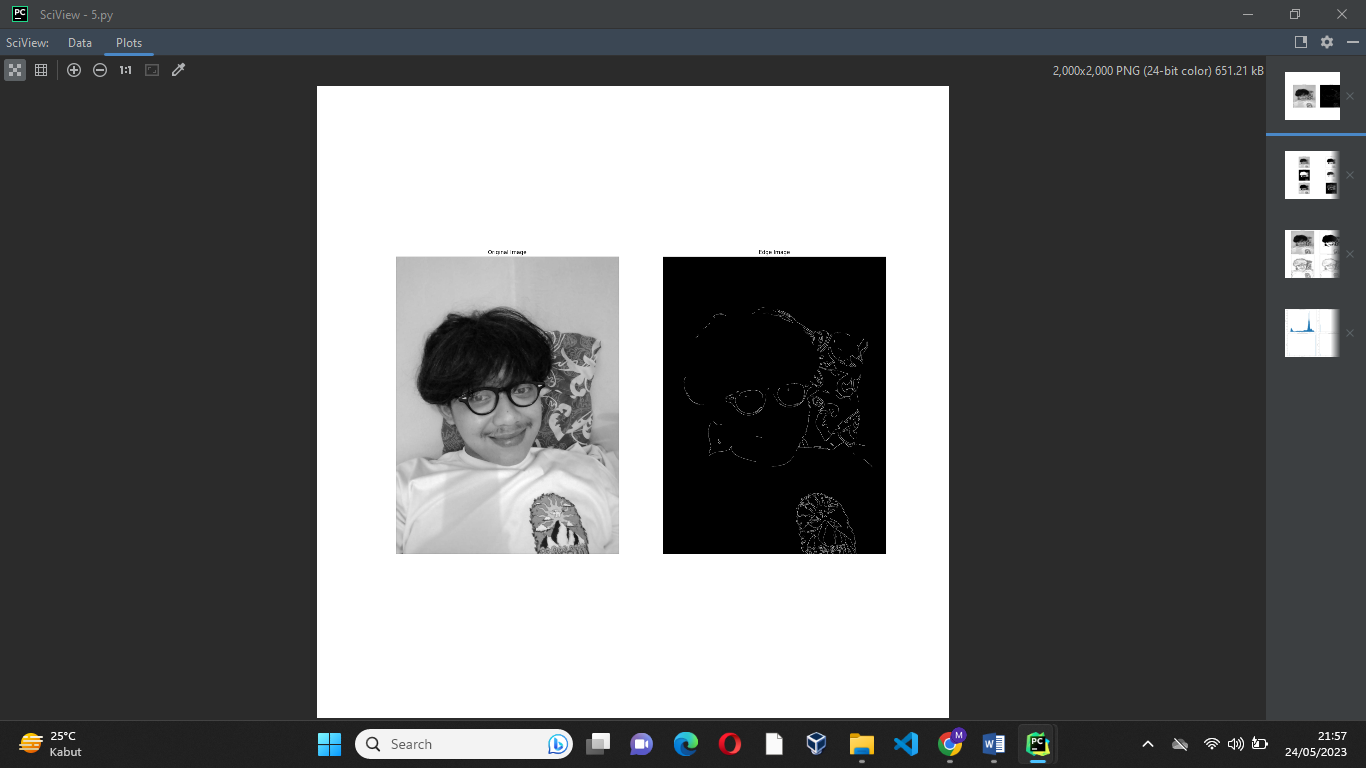 PC SciView - 5.py
SciView: Data Plots
1:1
2,000x2,000 PNG (24-bit color) 651.21 kB
Original Image Edge Image
25°C
Kabut
Search
M
W
PC
21:57
24/05/2023